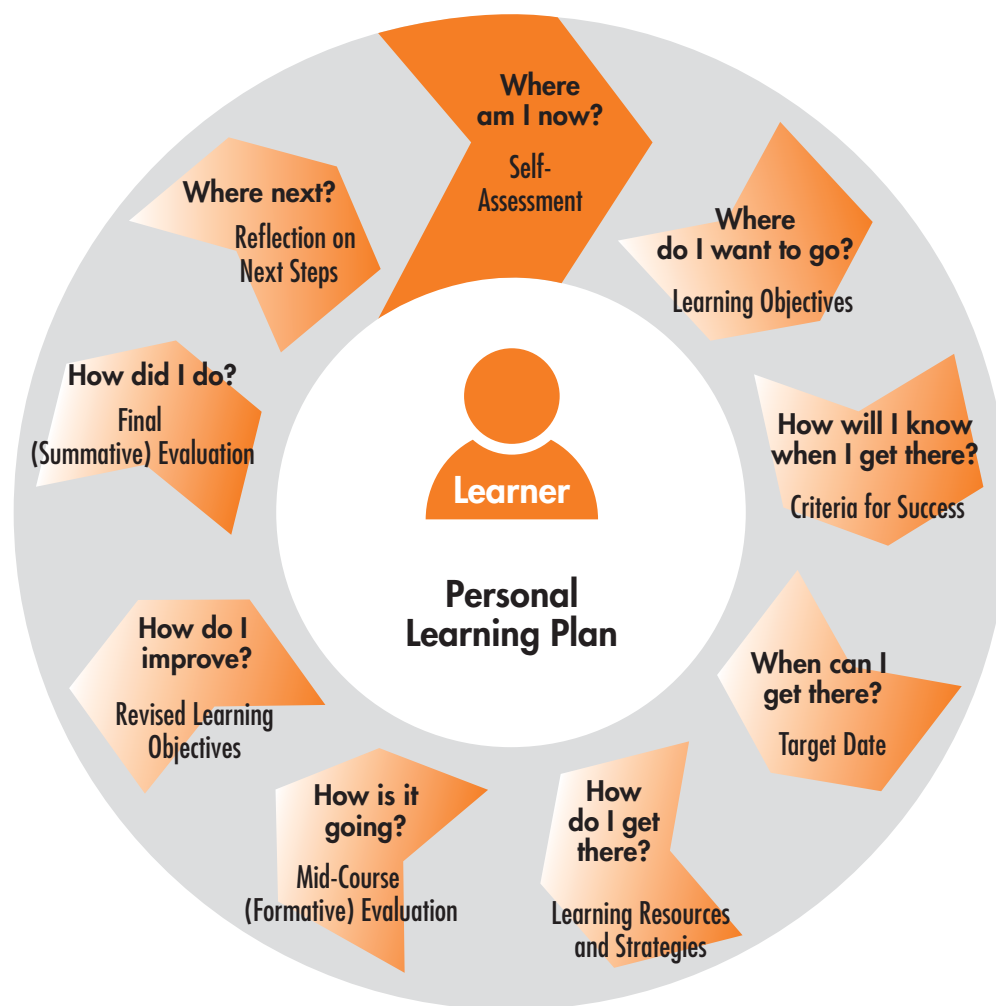 Where
am I now?
Self-
Assessment
Where
do I want to go?
Learning Objectives
How will I know
when I get there?
Criteria for Success
When can I
get there?
Target Date
How
do I get
there?
Learning Resources
and Strategies
How is it
going?
Mid-Course
(Formative) Evaluation
How do I
improve?
Revised Learning
Objectives
How did I do?
Final
(Summative) Evaluation
Where next?
Reflection on
Next Steps
Learner
Personal
Learning Plan